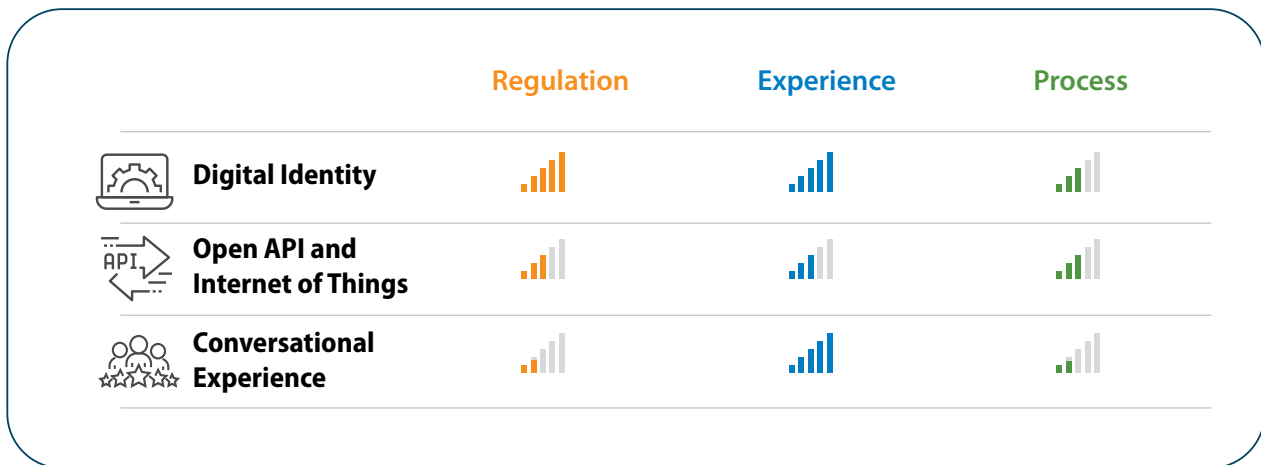 Regulation Experience Process
Digital Identity
API
Open API and
Internet of Things
Conversational
Experience